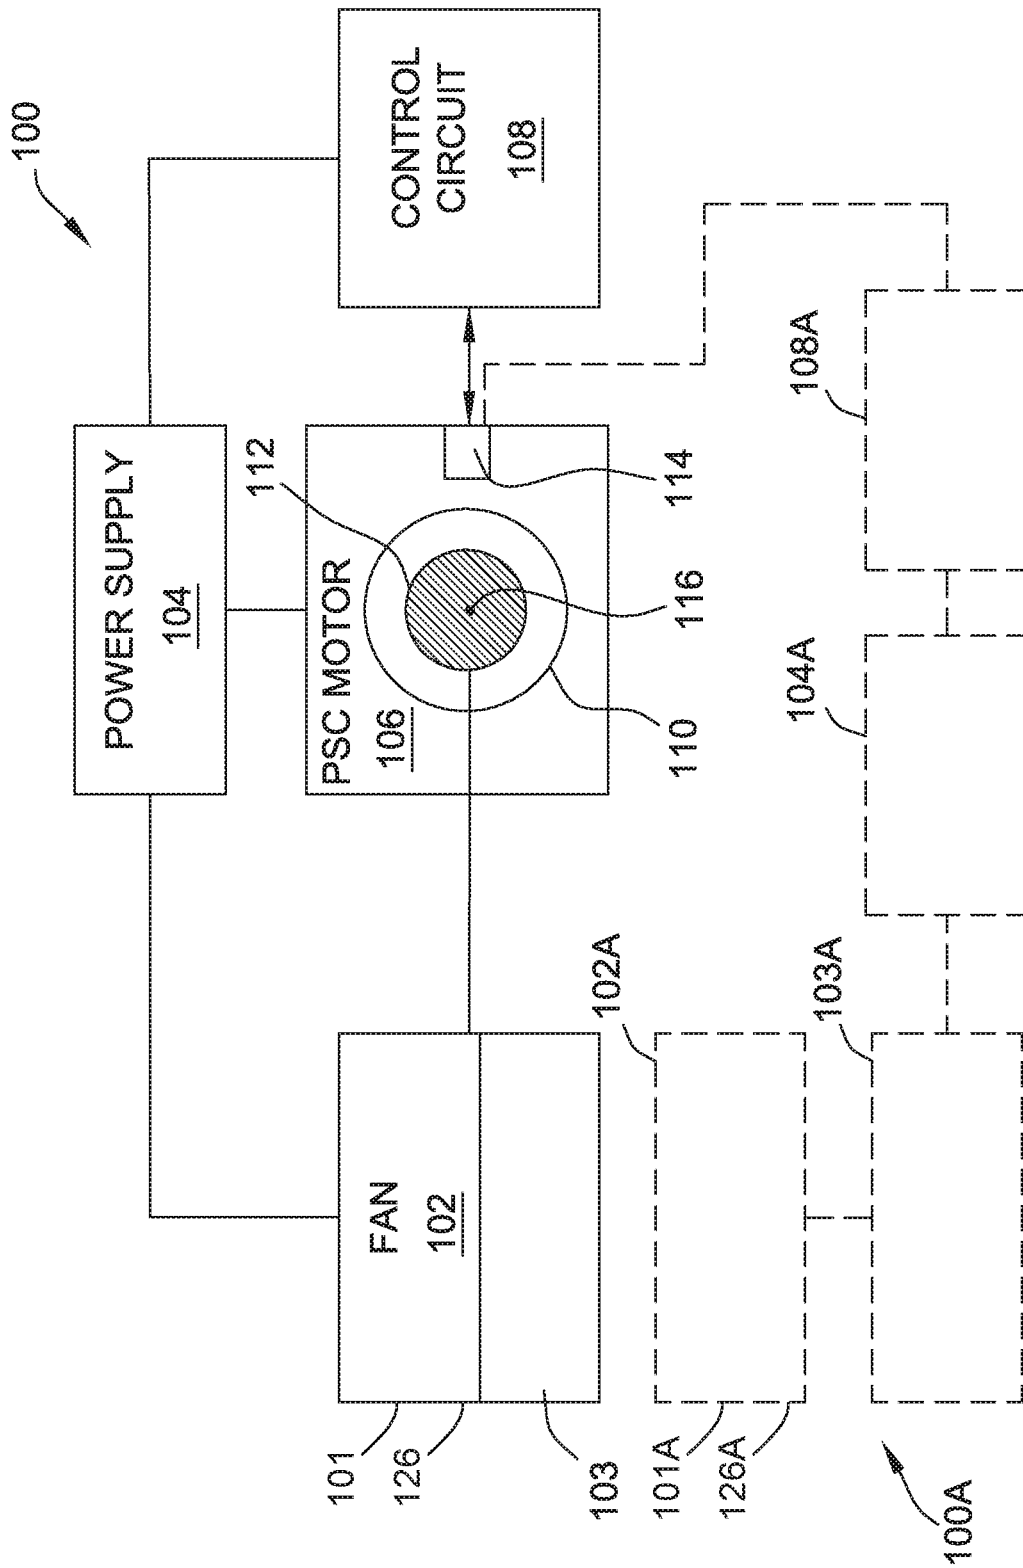 100
POWER SUPPLY
104
CONTROL
CIRCUIT
108
FAN
102
101
126
103
PSC MOTOR
106
112
114
116
110
102A
101A
126A
103A
104A
108A
100A